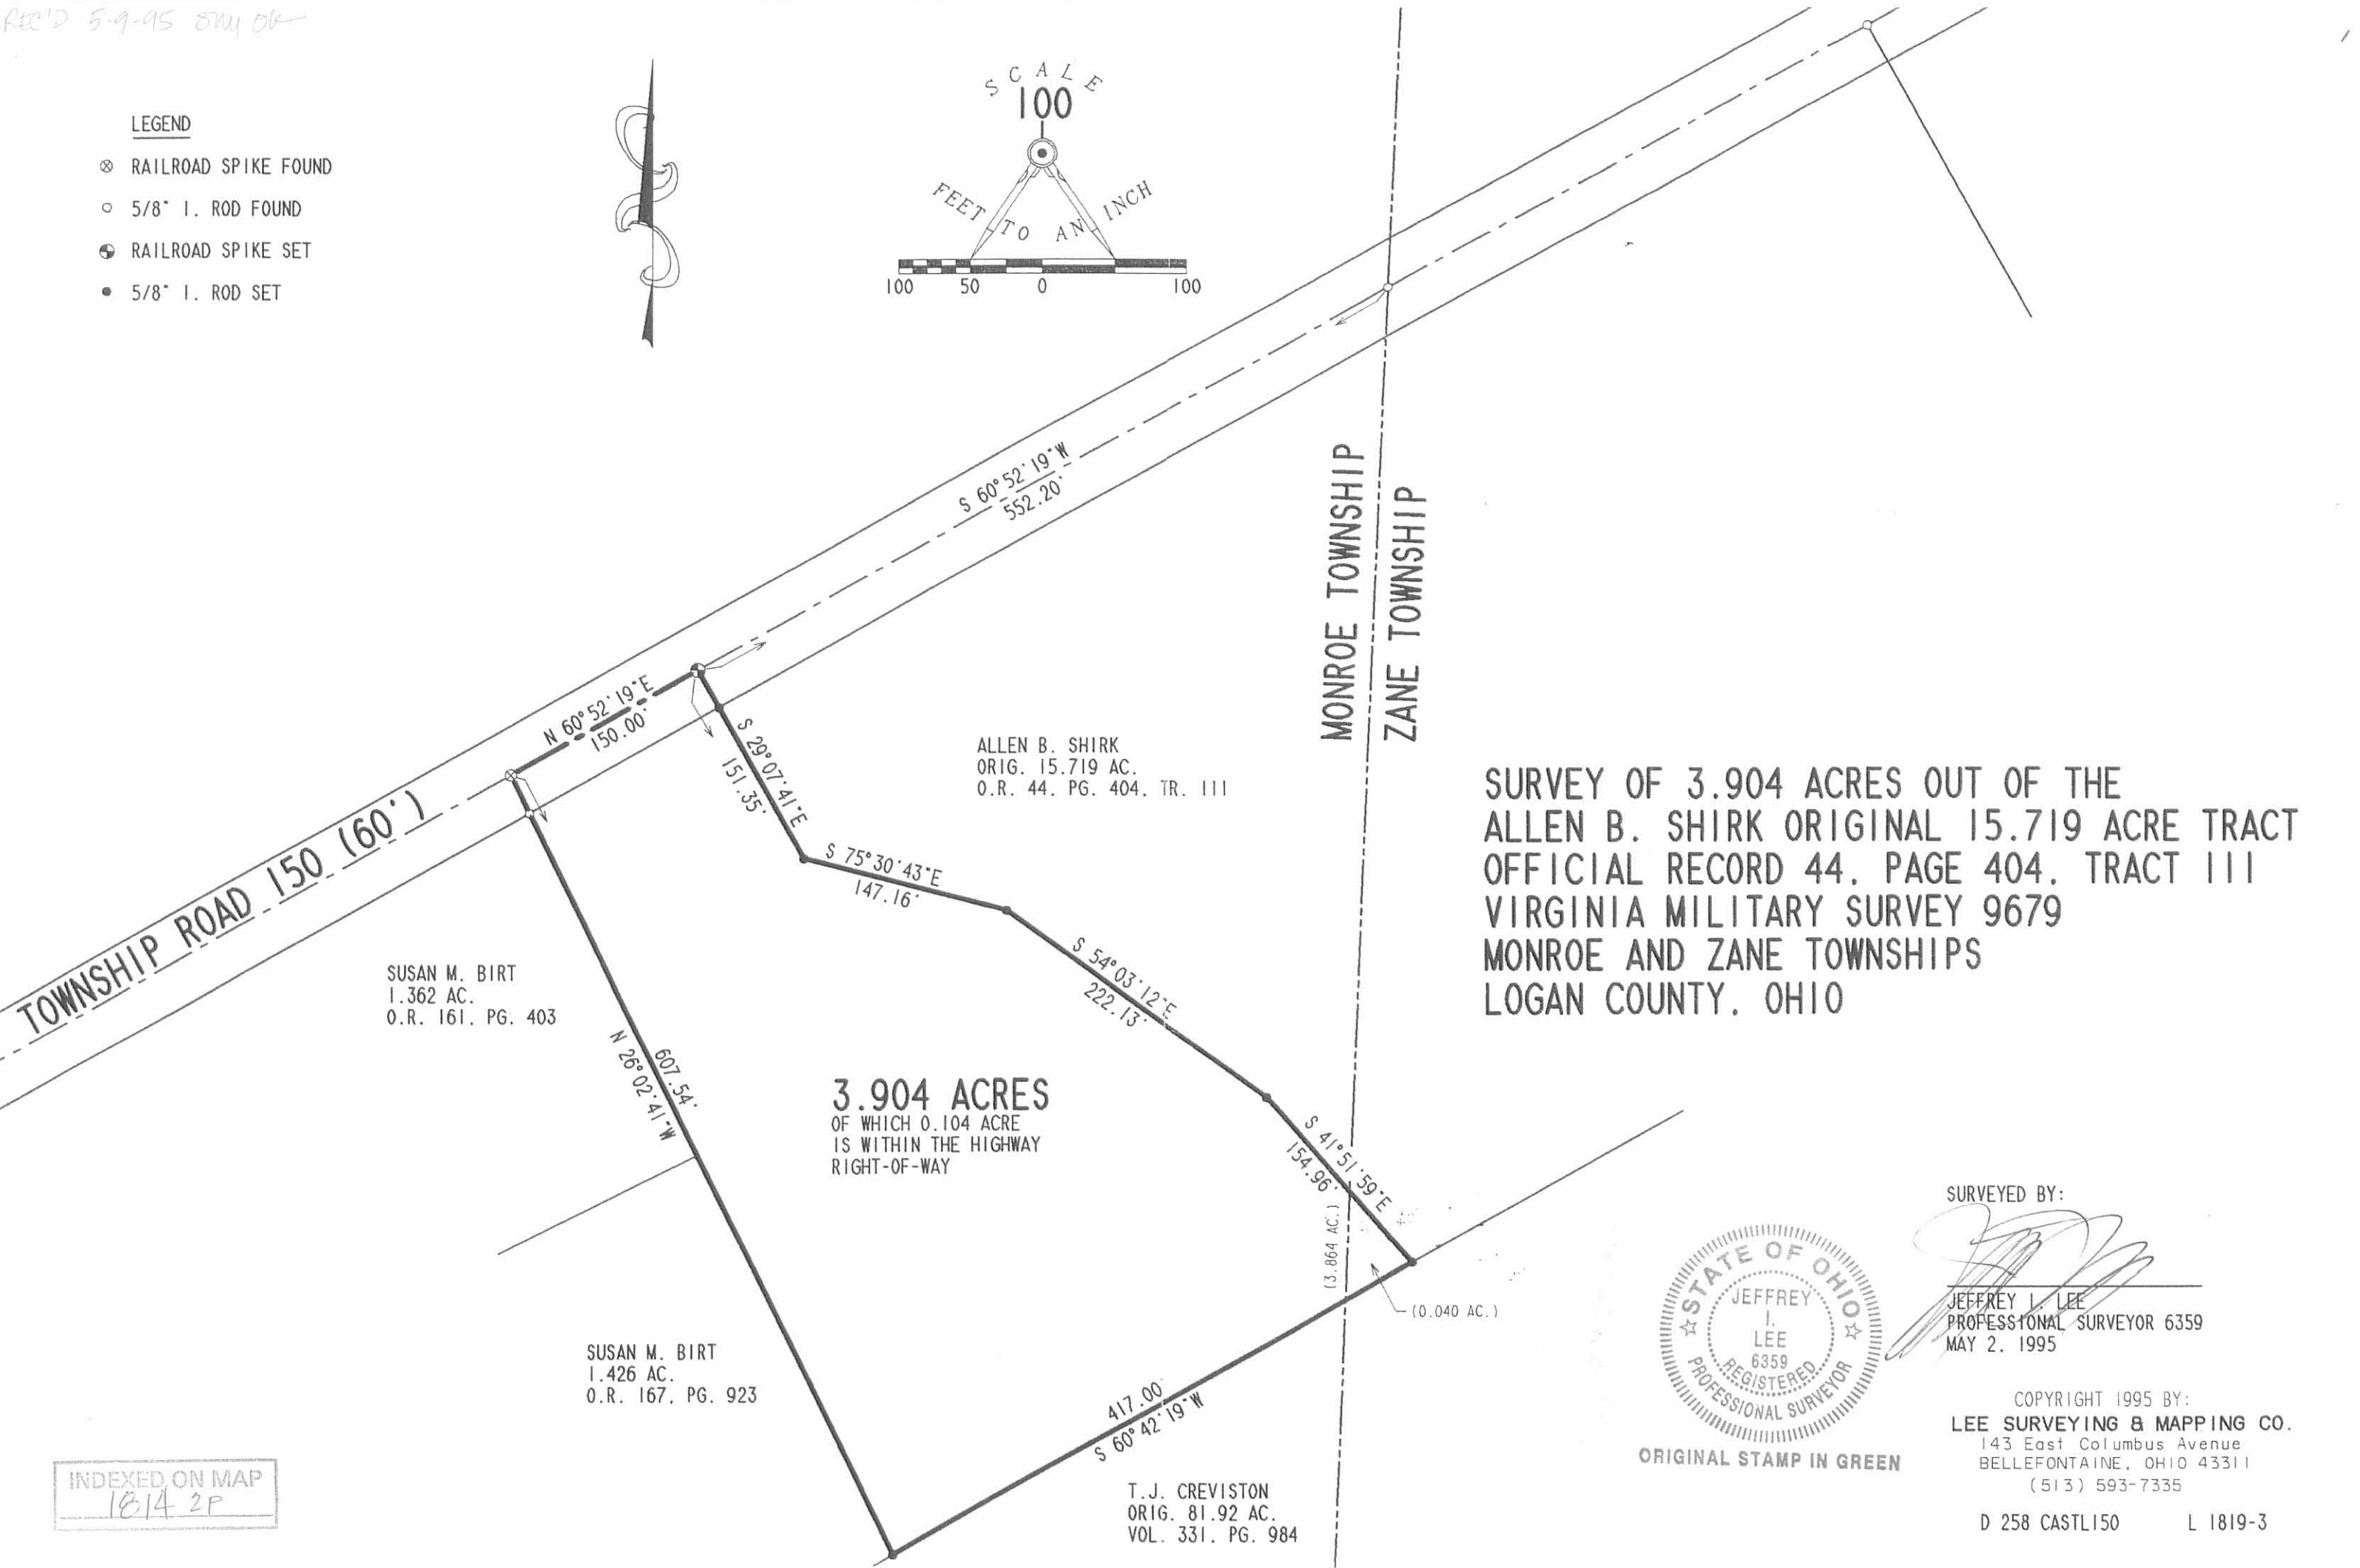 REC'D 5-9-95
LEGEND
RAILROAD SPIKE FOUND
5/8" I. ROD FOUND
RAILROAD SPIKE SET
5/8" I. ROD SET
SCALE
100
FEET TO AN INCH
100 50 0 100
S 60°52'19"W
552.20'
MONROE TOWNSHIP
ZANE TOWNSHIP
N 60°52'19"E
150.00'
TOWNSHIP ROAD 150 (60')
S 29°07'41"E
151.35'
ALLEN B. SHIRK
ORIG. 15.719 AC.
O.R. 44, PG. 404, TR. III
S 75°30'43"E
147.16'
S 54°03'12"E
222.13'
SURVEY OF 3.904 ACRES OUT OF THE
ALLEN B. SHIRK ORIGINAL 15.719 ACRE TRACT
OFFICIAL RECORD 44, PAGE 404, TRACT III
VIRGINIA MILITARY SURVEY 9679
MONROE AND ZANE TOWNSHIPS
LOGAN COUNTY, OHIO
SUSAN M. BIRT
1.362 AC.
O.R. 161, PG. 403
607.54'
N 26°02'41"W
3.904 ACRES
OF WHICH 0.104 ACRE
IS WITHIN THE HIGHWAY
RIGHT-OF-WAY
S 41°51'59"E
154.96'
(3.864 AC.)
(0.040 AC.)
SUSAN M. BIRT
1.426 AC.
O.R. 167, PG. 923
417.00'
S 60°42'19"W
T.J. CREVISTON
ORIG. 81.92 AC.
VOL. 331, PG. 984
INDEXED ON MAP
1814 2P
STATE OF OHIO
JEFFREY
I.
LEE
6359
REGISTERED
PROFESSIONAL SURVEYOR
ORIGINAL STAMP IN GREEN
SURVEYED BY:
JEFFREY I. LEE
PROFESSIONAL SURVEYOR 6359
MAY 2, 1995
COPYRIGHT 1995 BY:
LEE SURVEYING & MAPPING CO.
143 East Columbus Avenue
BELLEFONTAINE, OHIO 43311
(513) 593-7335
D 258 CASTL150 L 1819-3